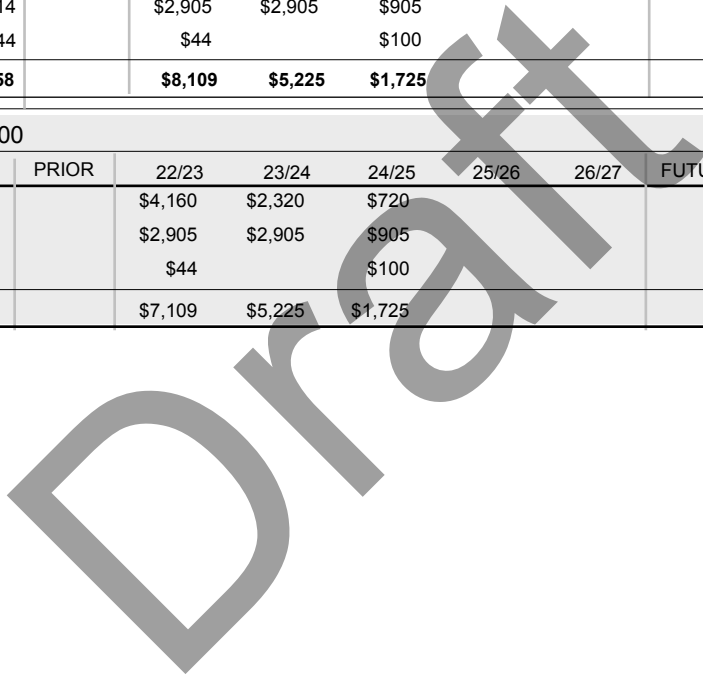 14 $2,905 $2,905 $905
44 $44 $100
58 $8,109 $5,225 $1,725
00
PRIOR 22/23 23/24 24/25 25/26 26/27 FUTU
$4,160 $2,320 $720
$2,905 $2,905 $905
$44 $100
$7,109 $5,225 $1,725
Draft